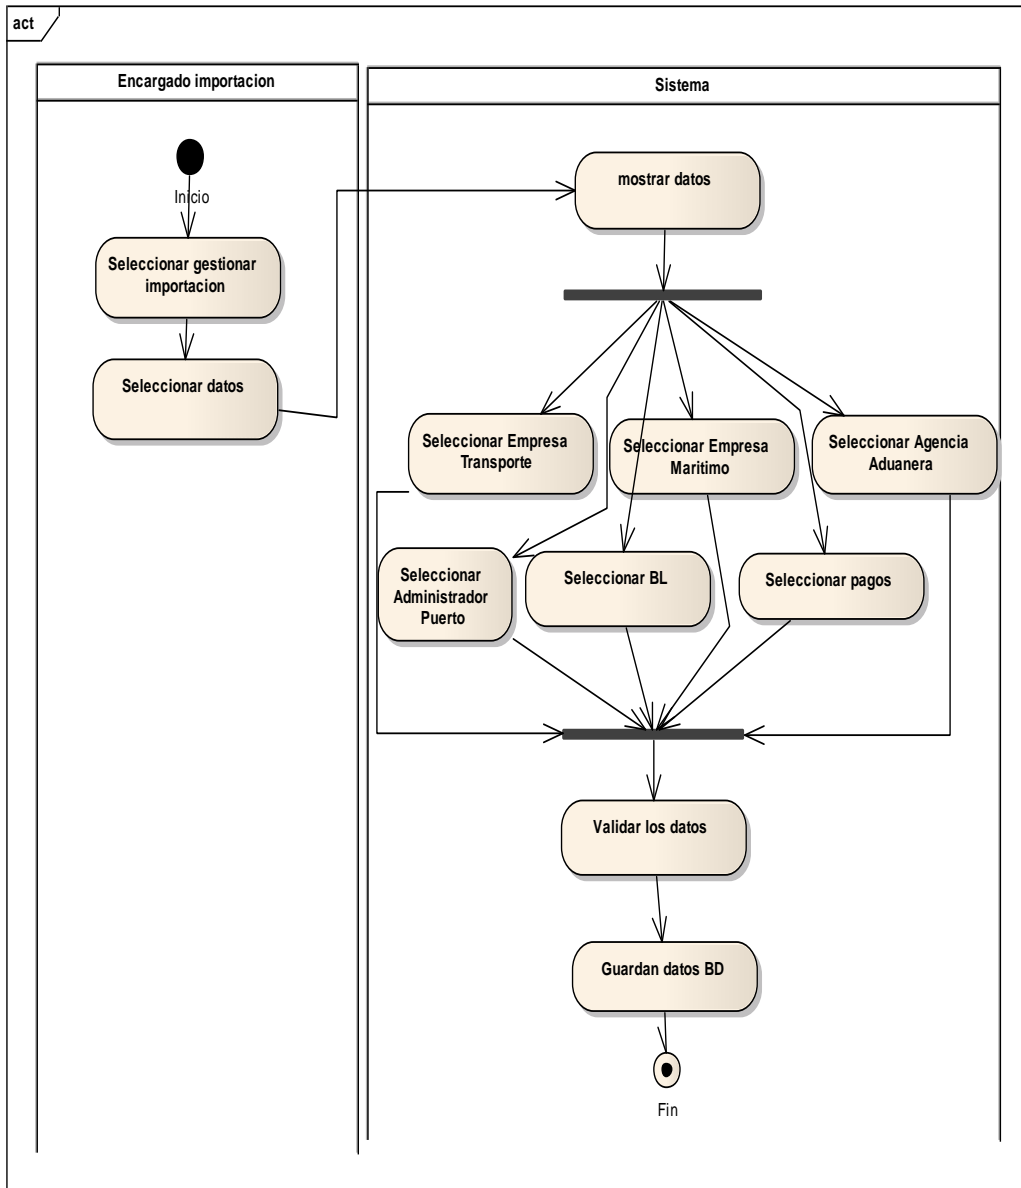 act
Encargado importacion
Sistema
Inicio
mostrar datos
Seleccionar gestionar
importacion
Seleccionar datos
Seleccionar Empresa
Transporte
Seleccionar Empresa
Maritimo
Seleccionar Agencia
Aduanera
Seleccionar
Administrador
Puerto
Seleccionar BL
Seleccionar pagos
Validar los datos
Guardan datos BD
Fin